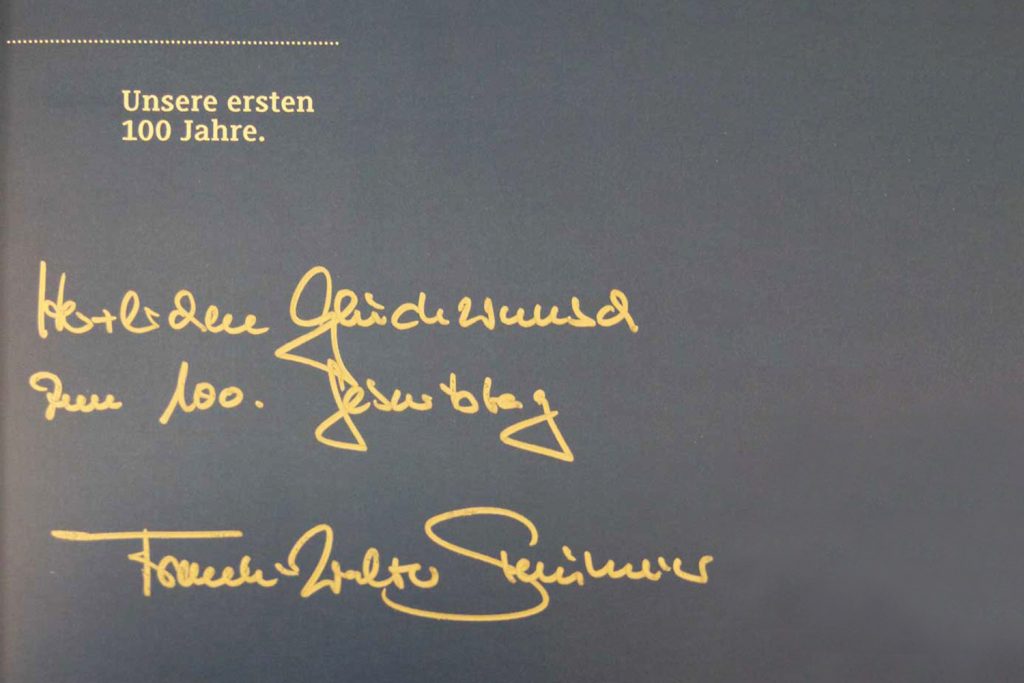 Unsere ersten
100 Jahre.
Herzlichen Glückwunsch
zum 100. Geburtstag
Frank-Walter Steinmeier